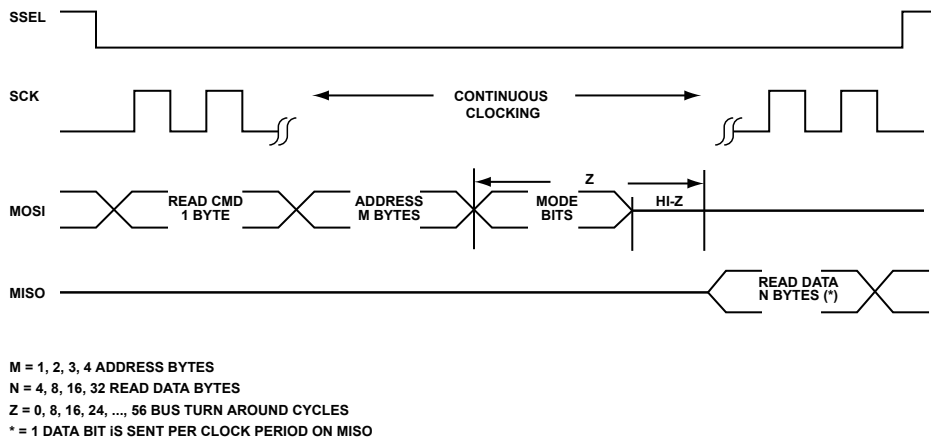 SSEL
SCK
CONTINUOUS
CLOCKING
Z
MOSI
READ CMD
1 BYTE
ADDRESS
M BYTES
MODE
BITS
HI-Z
MISO
READ DATA
N BYTES (*)
M = 1, 2, 3, 4 ADDRESS BYTES
N = 4, 8, 16, 32 READ DATA BYTES
Z = 0, 8, 16, 24, ..., 56 BUS TURN AROUND CYCLES
* = 1 DATA BIT iS SENT PER CLOCK PERIOD ON MISO